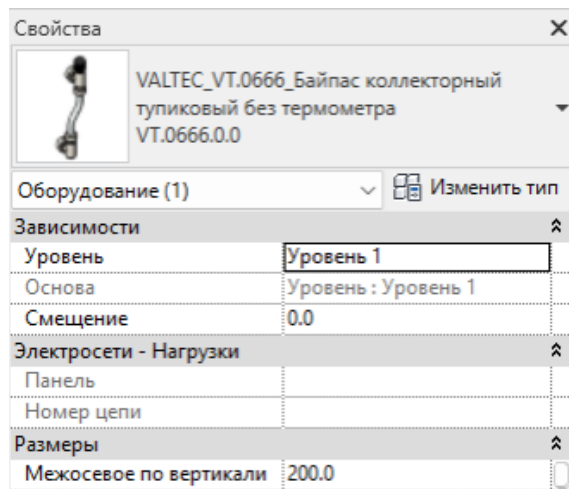 Свойства
VALTEC_VT.0666_Байпас коллекторный
тупиковый без термометра
VT.0666.0.0
Оборудование (1) Изменить тип
Зависимости
Уровень Уровень 1
Основа Уровень : Уровень 1
Смещение 0.0
Электросети - Нагрузки
Панель
Номер цепи
Размеры
Межосевое по вертикали 200.0